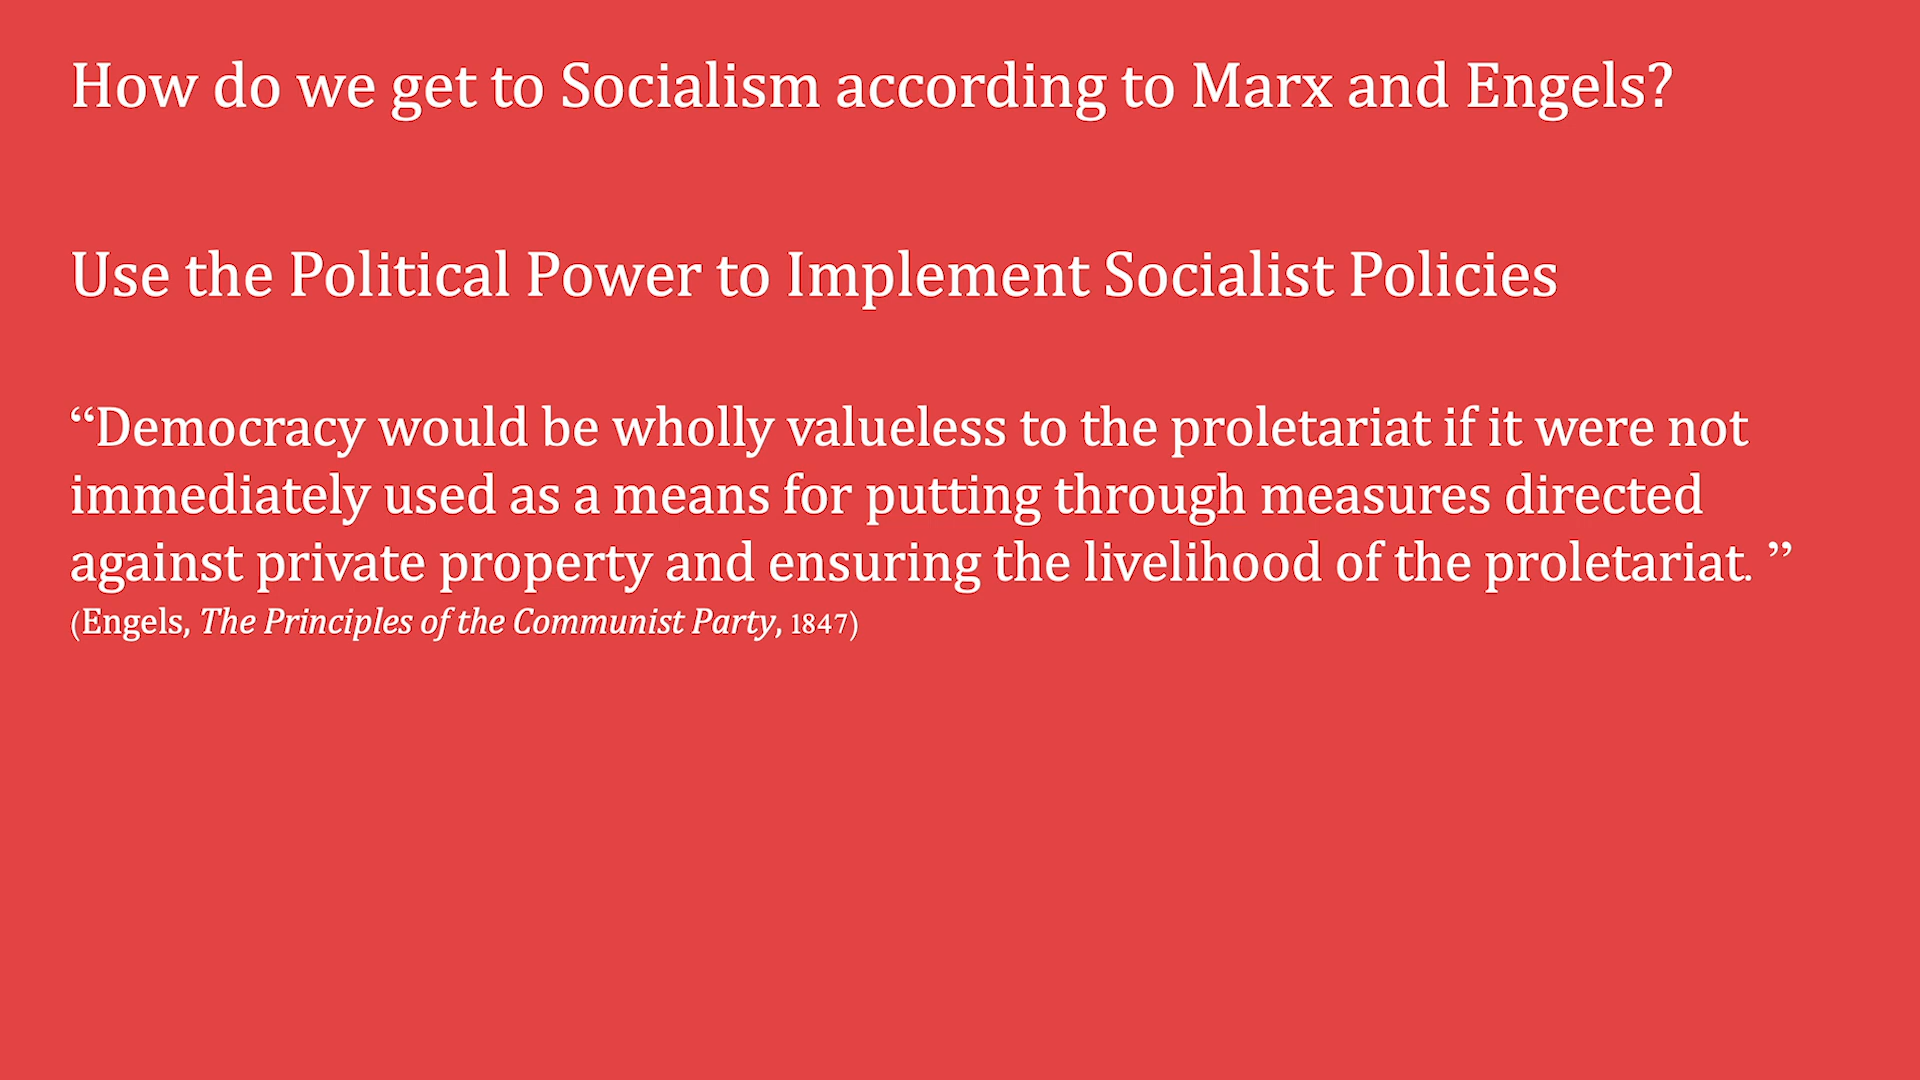 How do we get to Socialism according to Marx and Engels?
Use the Political Power to Implement Socialist Policies
“Democracy would be wholly valueless to the proletariat if it were not
immediately used as a means for putting through measures directed
against private property and ensuring the livelihood of the proletariat. ”
(Engels, The Principles of the Communist Party, 1847)